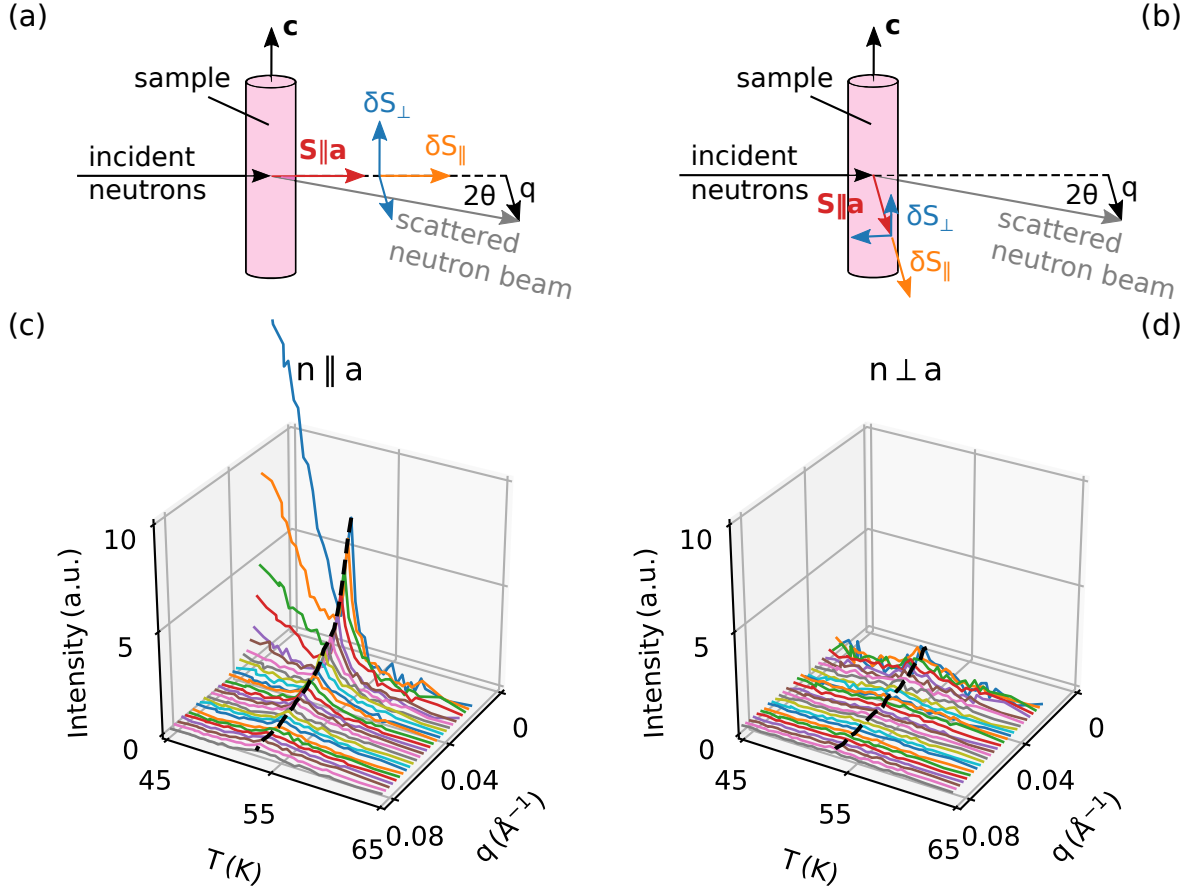 (a)
c
sample
δS⊥
S∥a
δS∥
incident
neutrons
2θ
q
scattered
neutron beam
(b)
c
sample
incident
neutrons
S∥a
δS⊥
δS∥
2θ
q
scattered
neutron beam
(c)
n ∥ a
10
5
0
Intensity (a.u.)
45
55
65
T (K)
0.08
0.04
0
q (Å⁻¹)
(d)
n ⊥ a
10
5
0
Intensity (a.u.)
45
55
65
T (K)
0.08
0.04
0
q (Å⁻¹)